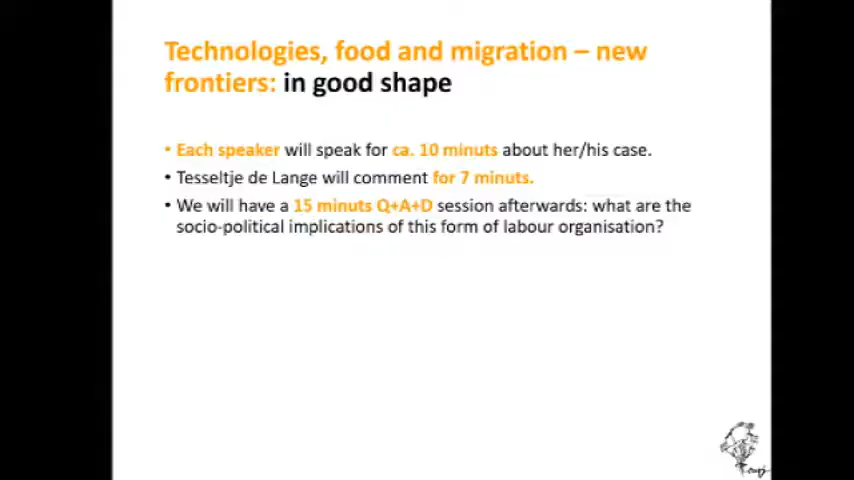 Technologies, food and migration – new
frontiers: in good shape
• Each speaker will speak for ca. 10 minuts about her/his case.
• Tesseltje de Lange will comment for 7 minuts.
• We will have a 15 minuts Q+A+D session afterwards: what are the
socio-political implications of this form of labour organisation?